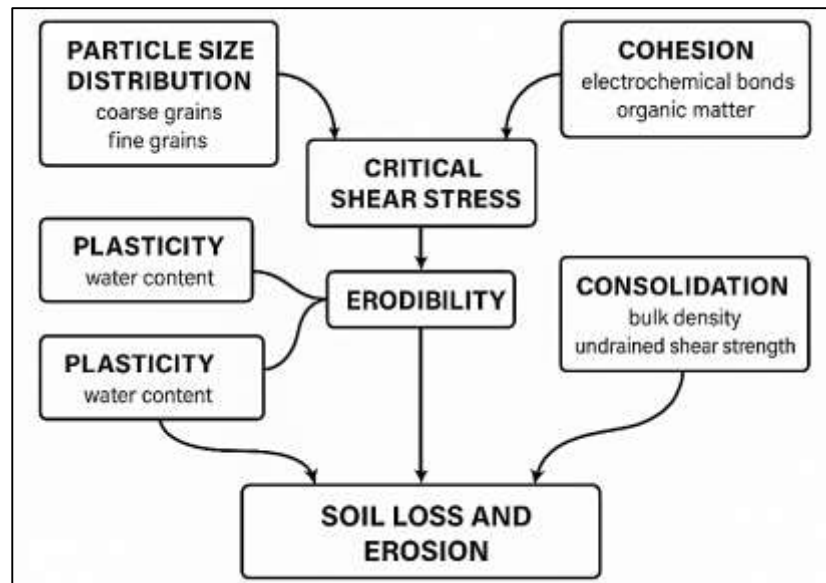 PARTICLE SIZE
DISTRIBUTION
coarse grains
fine grains
COHESION
electrochemical bonds
organic matter
CRITICAL
SHEAR STRESS
PLASTICITY
water content
ERODIBILITY
CONSOLIDATION
bulk density
undrained shear strength
PLASTICITY
water content
SOIL LOSS AND
EROSION